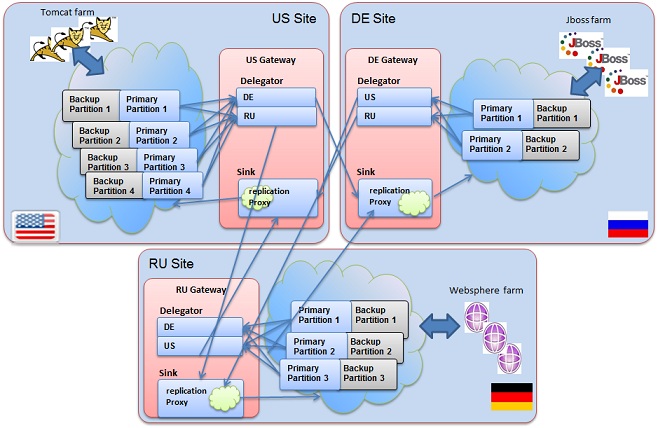 Tomcat farm
US Site
US Gateway
Delegator
DE
RU
Sink
replication
Proxy
Backup
Partition 1
Primary
Partition 1
Backup
Partition 2
Primary
Partition 2
Backup
Partition 3
Primary
Partition 3
Backup
Partition 4
Primary
Partition 4
DE Site
DE Gateway
Delegator
US
RU
Sink
replication
Proxy
Jboss farm
JBoss
JBoss
JBoss
Primary
Partition 1
Backup
Partition 1
Primary
Partition 2
Backup
Partition 2
RU Site
RU Gateway
Delegator
DE
US
Sink
replication
Proxy
Primary
Partition 1
Backup
Partition 1
Primary
Partition 2
Backup
Partition 2
Primary
Partition 3
Backup
Partition 3
Websphere farm